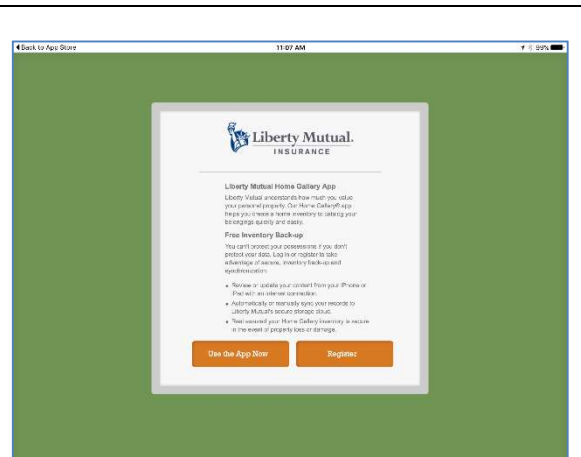 Back to App Store
11:07 AM
99%
Liberty Mutual.
INSURANCE
Liberty Mutual Home Gallery App
Liberty Mutual understands how much you value
your personal property. Our Home Gallery® app
helps you create a home inventory to catalog your
belongings quickly and easily.
Free Inventory Back-up
You can't protect your possessions if you don't
protect your data. Log in or register to take
advantage of secure, inventory back-up and
synchronization.
• Review or update your content from your iPhone or
iPad with an internet connection.
• Automatically or manually sync your records to
Liberty Mutual's secure storage cloud.
• Rest assured your Home Gallery inventory is secure
in the event of property loss or damage.
Use the App Now
Register